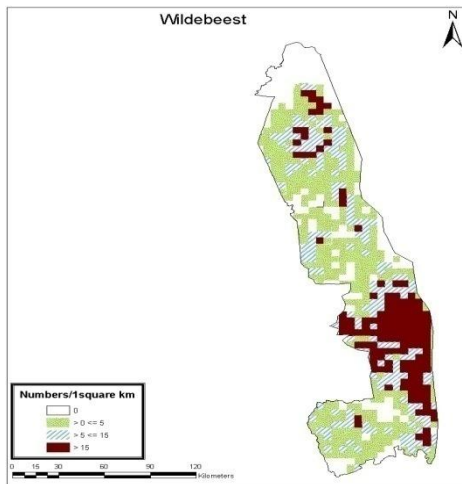 Wildebeest
N
Numbers/1square km
0
> 0 <= 5
> 5 <= 15
> 15
0 15 30 60 90 120
Kilometers